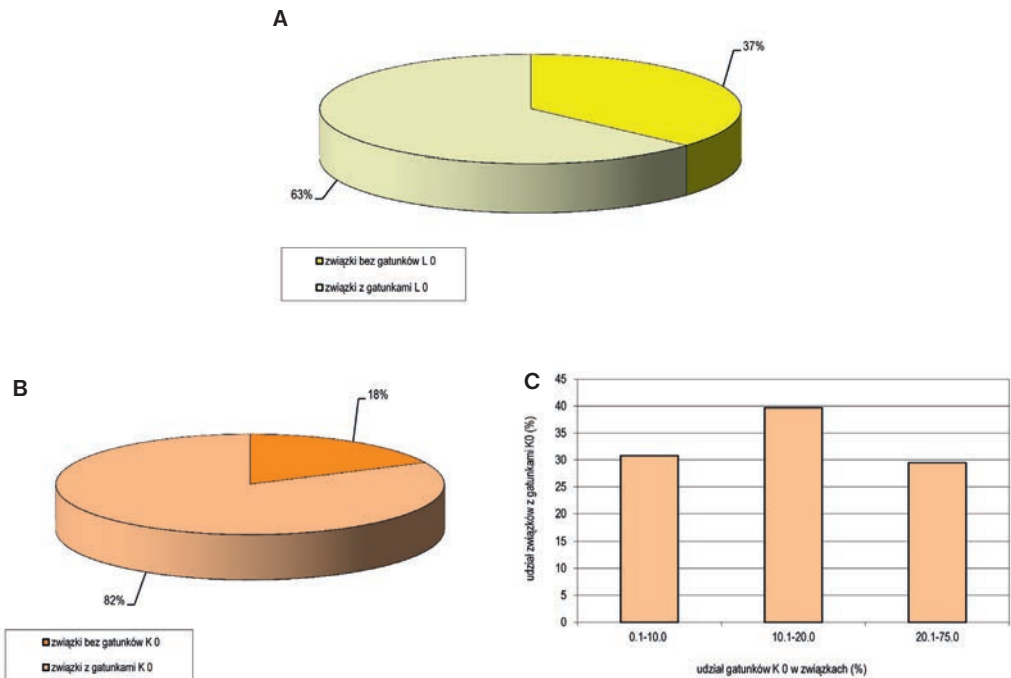 A
37%
63%
związki bez gatunków L 0
związki z gatunkami L 0
B
18%
82%
związki bez gatunków K 0
związki z gatunkami K 0
C
udział związków z gatunkami K0 (%)
45
40
35
30
25
20
15
10
5
0
0.1-10.0 10.1-20.0 20.1-75.0
udział gatunków K 0 w związkach (%)